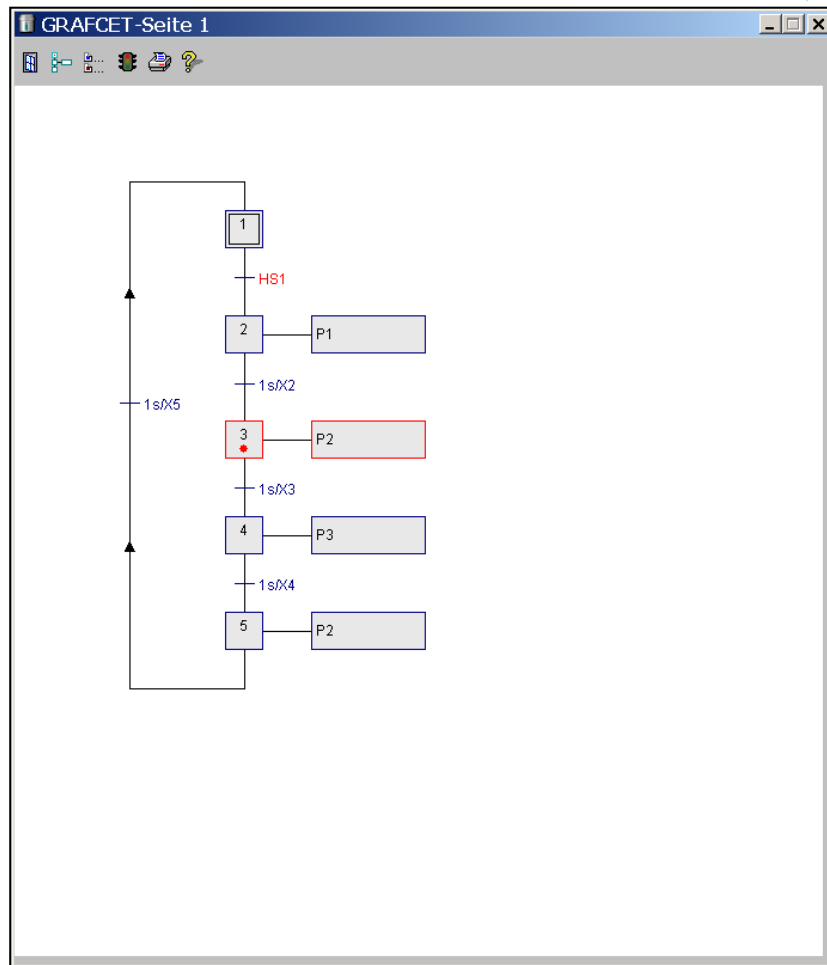 GRAFCET-Seite 1
1
HS1
2 P1
1s/X2
1s/X5
3 P2
1s/X3
4 P3
1s/X4
5 P2